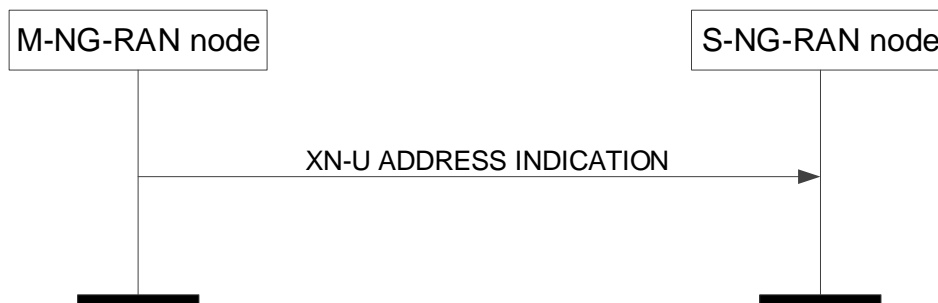 M-NG-RAN node
S-NG-RAN node
XN-U ADDRESS INDICATION